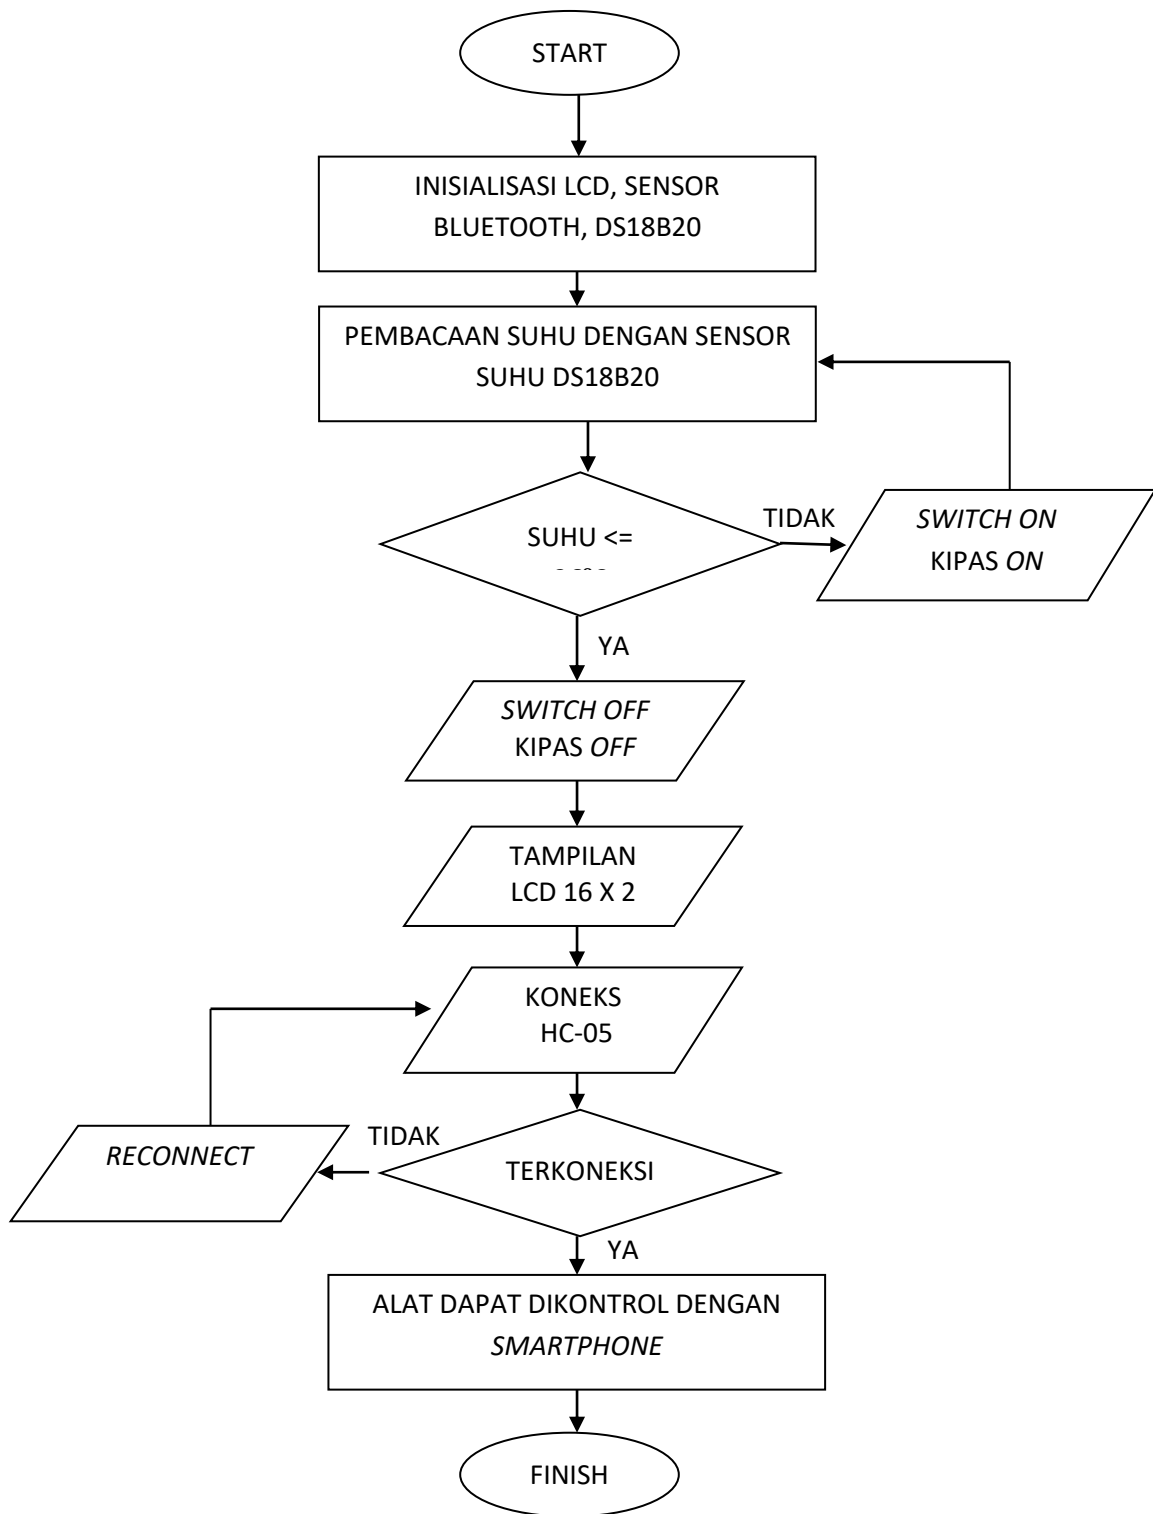 START
INISIALISASI LCD, SENSOR
BLUETOOTH, DS18B20
PEMBACAAN SUHU DENGAN SENSOR
SUHU DS18B20
SUHU <=
TIDAK
SWITCH ON
KIPAS ON
YA
SWITCH OFF
KIPAS OFF
TAMPILAN
LCD 16 X 2
KONEKS
HC-05
TIDAK
RECONNECT
TERKONEKSI
YA
ALAT DAPAT DIKONTROL DENGAN
SMARTPHONE
FINISH